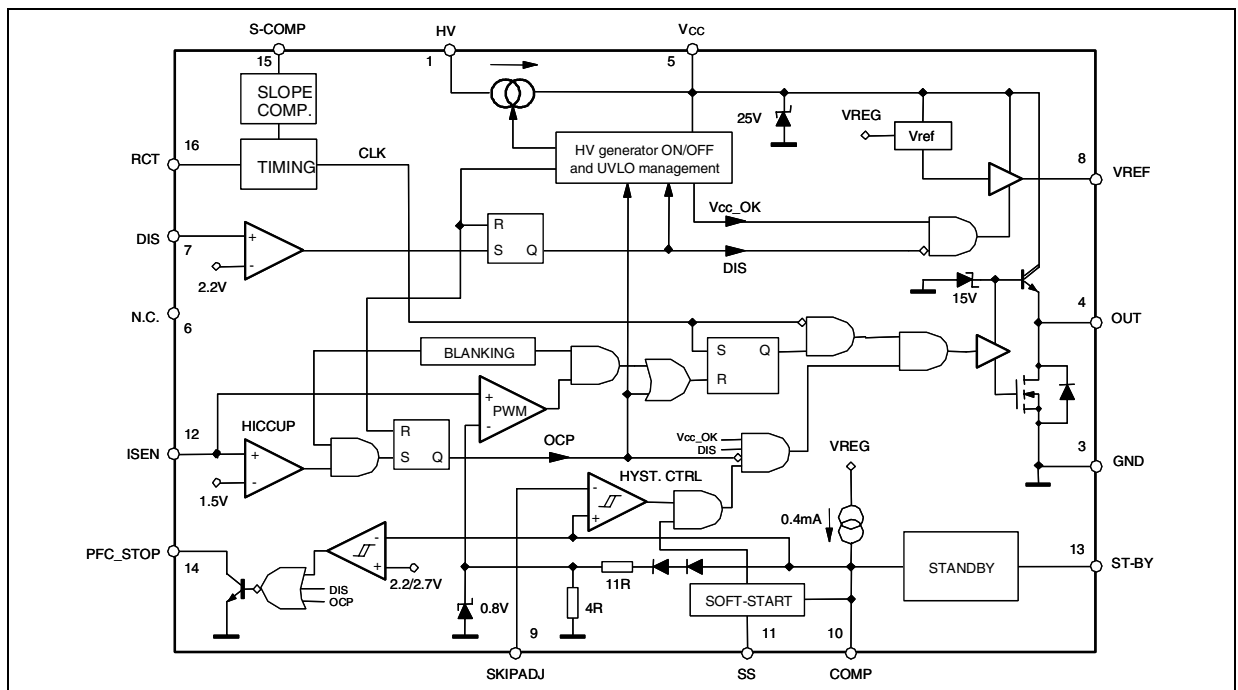 S-COMP
HV
VCC
15
1
5
SLOPE
COMP.
25V
VREG
Vref
16
RCT
CLK
TIMING
HV generator ON/OFF
and UVLO management
8
VREF
Vcc_OK
DIS
7
+
-
2.2V
R
S
Q
DIS
15V
4
OUT
N.C.
6
BLANKING
S
Q
R
+
PWM
-
12
HICCUP
ISEN
+
-
1.5V
R
S
Q
OCP
Vcc_OK
DIS
VREG
3
GND
HYST. CTRL
-
+
0.4mA
PFC_STOP
14
-
+
2.2/2.7V
STANDBY
13
ST-BY
DIS
OCP
11R
0.8V
4R
SOFT-START
9
11
10
SKIPADJ
SS
COMP